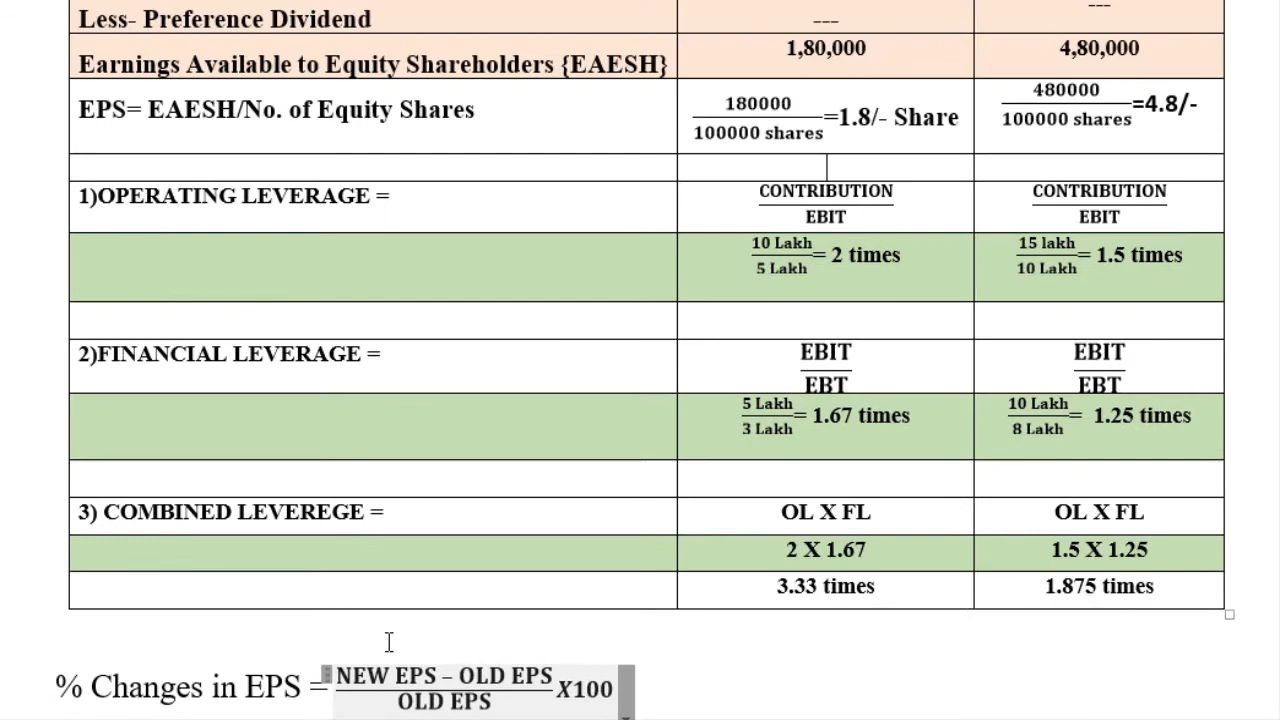 Less- Preference Dividend --- ---
Earnings Available to Equity Shareholders {EAESH} 1,80,000 4,80,000
EPS= EAESH/No. of Equity Shares 180000/100000 shares=1.8/- Share 480000/100000 shares=4.8/-
1)OPERATING LEVERAGE = CONTRIBUTION/EBIT CONTRIBUTION/EBIT
10 Lakh/5 Lakh= 2 times 15 lakh/10 Lakh= 1.5 times
2)FINANCIAL LEVERAGE = EBIT/EBT EBIT/EBT
5 Lakh/3 Lakh= 1.67 times 10 Lakh/8 Lakh= 1.25 times
3) COMBINED LEVEREGE = OL X FL OL X FL
2 X 1.67 1.5 X 1.25
3.33 times 1.875 times
% Changes in EPS = NEW EPS – OLD EPS/OLD EPS X100